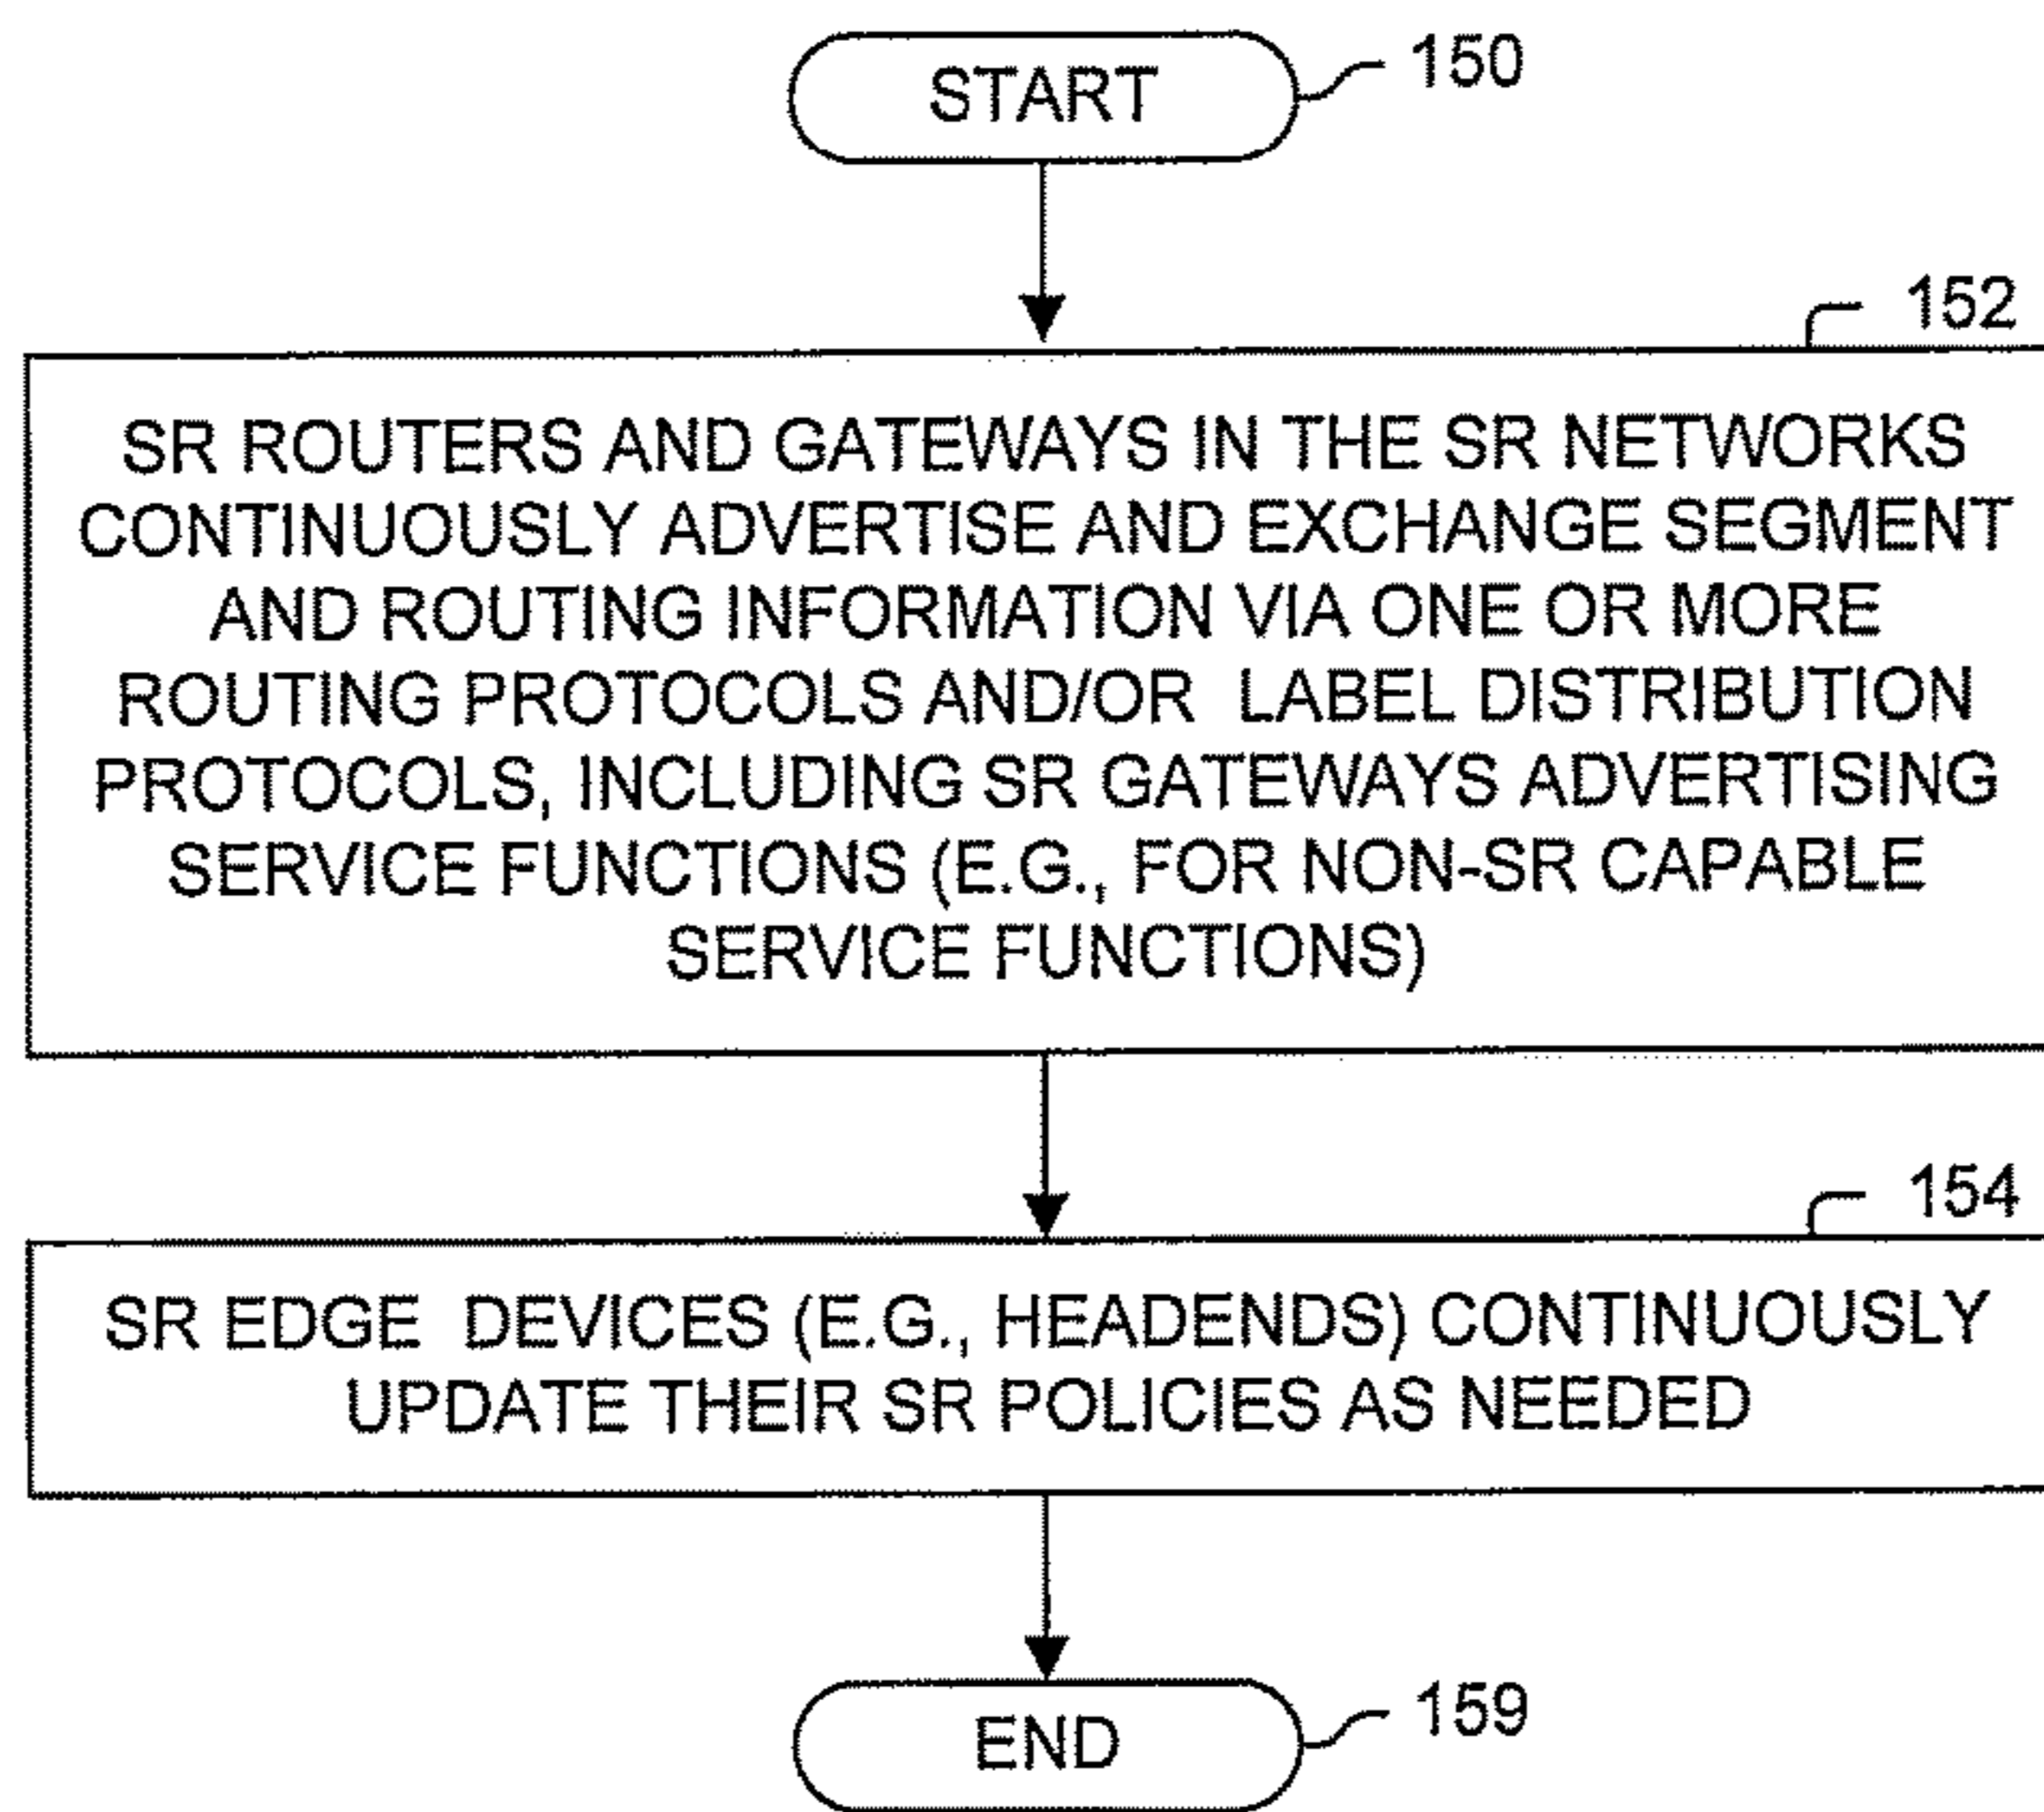 START
150
152
SR ROUTERS AND GATEWAYS IN THE SR NETWORKS
CONTINUOUSLY ADVERTISE AND EXCHANGE SEGMENT
AND ROUTING INFORMATION VIA ONE OR MORE
ROUTING PROTOCOLS AND/OR LABEL DISTRIBUTION
PROTOCOLS, INCLUDING SR GATEWAYS ADVERTISING
SERVICE FUNCTIONS (E.G., FOR NON-SR CAPABLE
SERVICE FUNCTIONS)
154
SR EDGE DEVICES (E.G., HEADENDS) CONTINUOUSLY
UPDATE THEIR SR POLICIES AS NEEDED
END
159